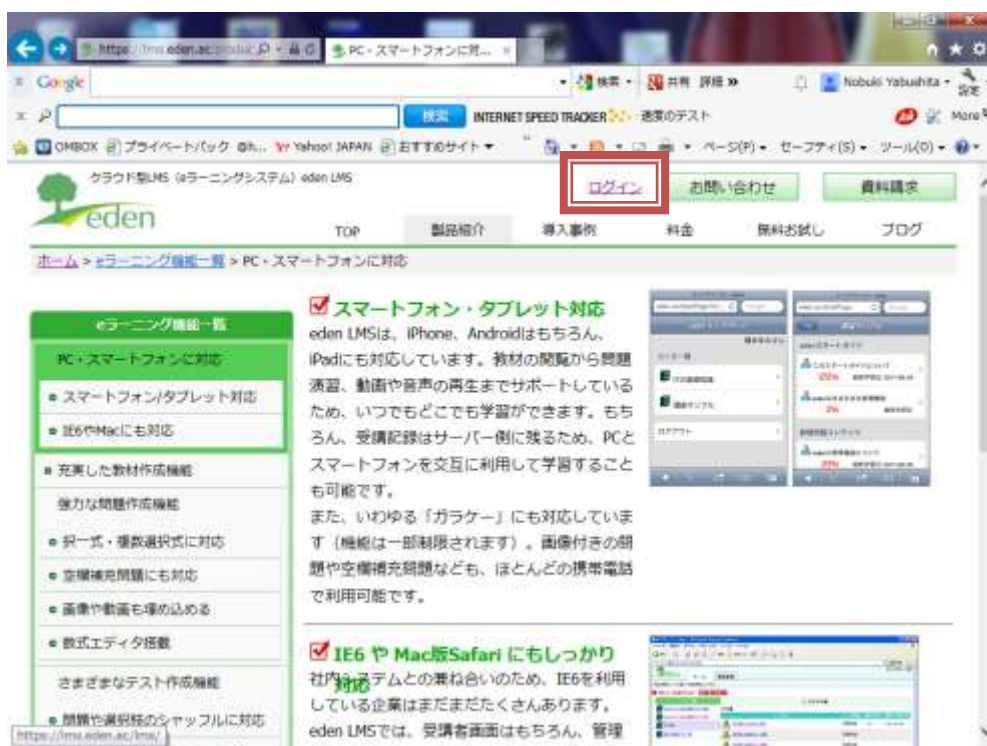 PC・スマートフォンに対...
Google
検索
共有
詳細 »
Nobuki Yabushita
設定
検索
INTERNET SPEED TRACKER
速度のテスト
More
OMBOX
プライベートパック @h...
Yahoo! JAPAN
おすすめサイト
ページ(P)
セーフティ(S)
ツール(O)
クラウド型LMS（eラーニングシステム）eden LMS
eden
ログイン
お問い合わせ
資料請求
TOP
製品紹介
導入事例
料金
無料お試し
ブログ
ホーム > eラーニング機能一覧 > PC・スマートフォンに対応
eラーニング機能一覧
PC・スマートフォンに対応
スマートフォン/タブレット対応
IE6やMacにも対応
充実した教材作成機能
強力な問題作成機能
択一式・複数選択式に対応
空欄補充問題にも対応
画像や動画も埋め込める
数式エディタ搭載
さまざまなテスト作成機能
問題や選択肢のシャッフルに対応
スマートフォン・タブレット対応
eden LMSは、iPhone、Androidはもちろん、
iPadにも対応しています。教材の閲覧から問題
演習、動画や音声の再生までサポートしている
ため、いつでもどこでも学習ができます。もち
ろん、受講記録はサーバー側に残るため、PCと
スマートフォンを交互に利用して学習すること
も可能です。
また、いわゆる「ガラケー」にも対応していま
す（機能は一部制限されます）。画像付きの問
題や空欄補充問題なども、ほとんどの携帯電話
で利用可能です。
IE6 や Mac版Safari にもしっかり
対応
社内システムとの兼ね合いのため、IE6を利用
している企業はまだまだたくさんあります。
eden LMSでは、受講者画面はもちろん、管理
https://lms.eden.ac/lms/